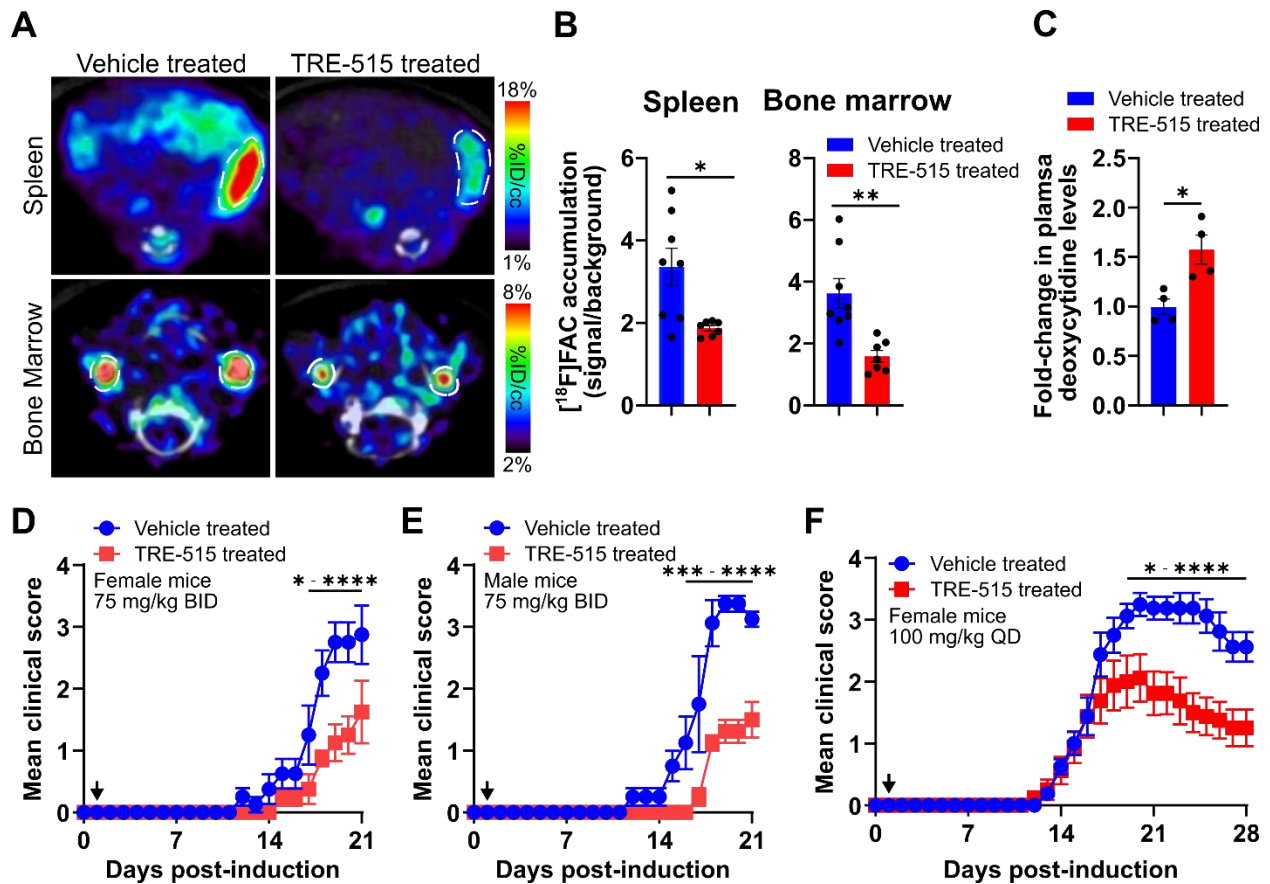 A
Vehicle treated
TRE-515 treated
Spleen
18%
%ID/cc
1%
Bone Marrow
8%
%ID/cc
2%
B
Spleen
Bone marrow
Vehicle treated
TRE-515 treated
[¹⁸F]FAC accumulation
(signal/background)
6
4
2
0
*
8
6
4
2
0
**
C
Vehicle treated
TRE-515 treated
Fold-change in plamsa
deoxycytidine levels
2.5
2.0
1.5
1.0
0.5
0.0
*
D
Vehicle treated
TRE-515 treated
Female mice
75 mg/kg BID
* - ****
Mean clinical score
4
3
2
1
0
0 7 14 21
Days post-induction
E
Vehicle treated
TRE-515 treated
Male mice
75 mg/kg BID
*** - ****
Mean clinical score
4
3
2
1
0
0 7 14 21
Days post-induction
F
Vehicle treated
TRE-515 treated
Female mice
100 mg/kg QD
* - ****
Mean clinical score
4
3
2
1
0
0 7 14 21 28
Days post-induction